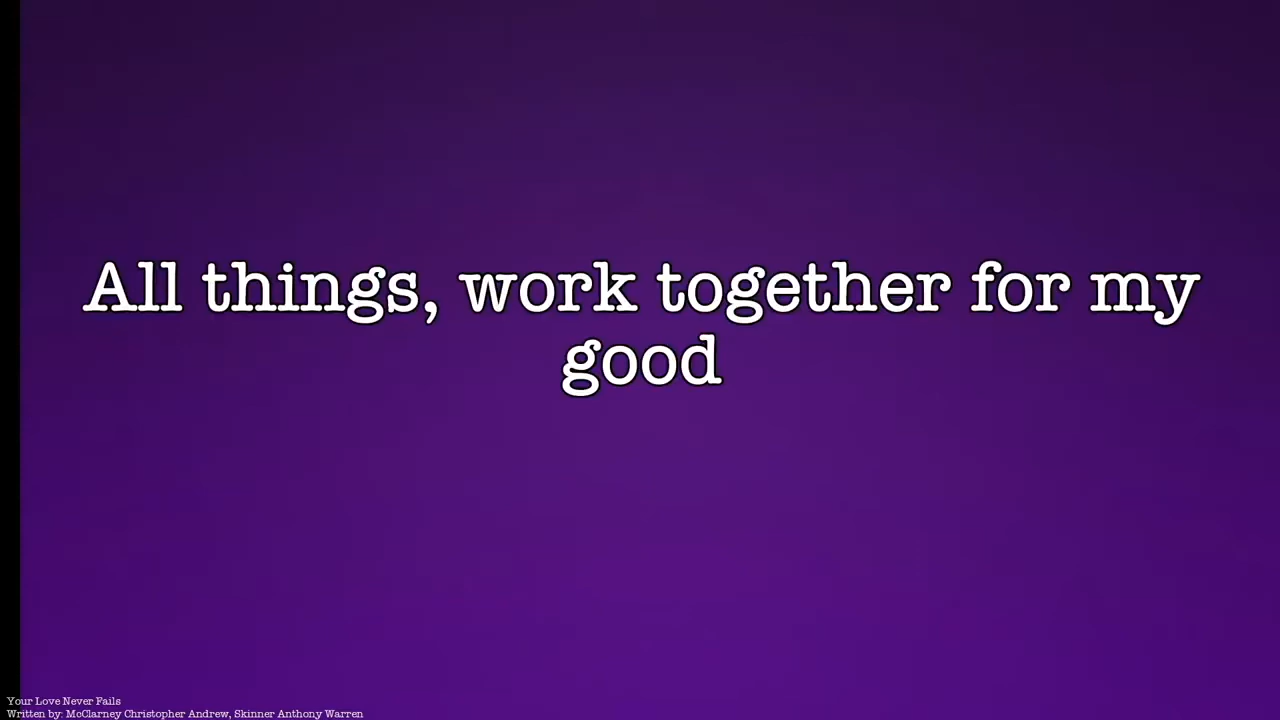 All things, work together for my
good
Your Love Never Fails
Written by: McClarney Christopher Andrew, Skinner Anthony Warren